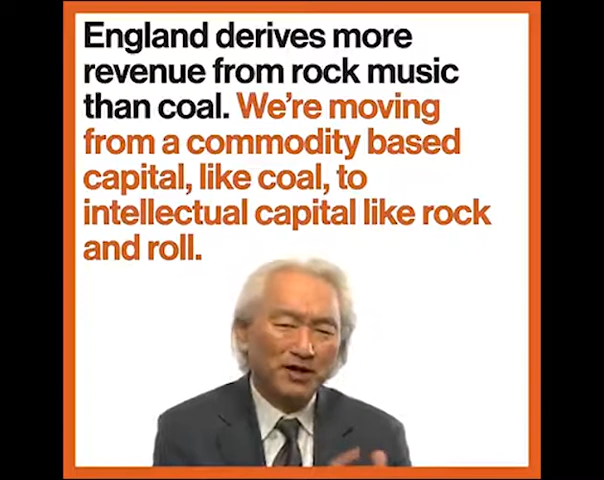 England derives more
revenue from rock music
than coal. We're moving
from a commodity based
capital, like coal, to
intellectual capital like rock
and roll.